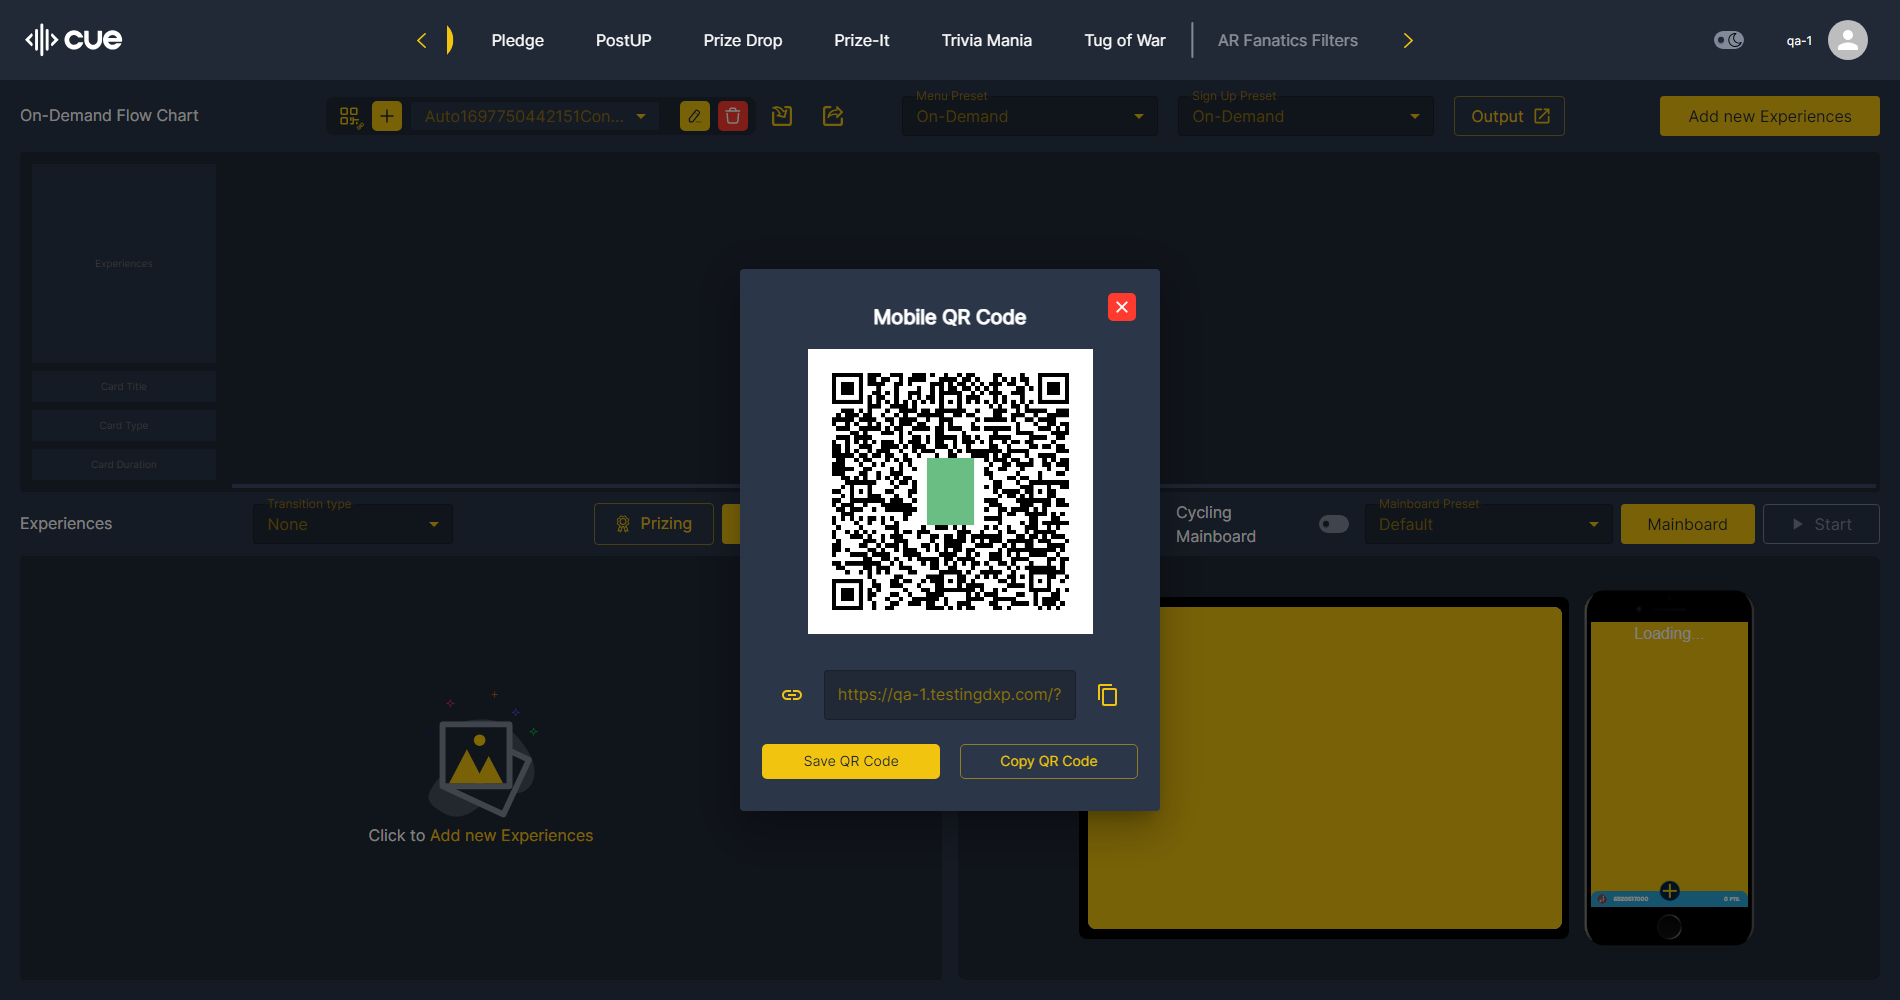 cue
Pledge
PostUP
Prize Drop
Prize-It
Trivia Mania
Tug of War
AR Fanatics Filters
qa-1
On-Demand Flow Chart
Auto1697750442151Con...
Menu Preset
On-Demand
Sign Up Preset
On-Demand
Output
Add new Experiences
Experiences
Card Title
Card Type
Card Duration
Mobile QR Code
https://qa-1.testingdxp.com/?
Save QR Code
Copy QR Code
Experiences
Transition type
None
Prizing
Cycling
Mainboard
Mainboard Preset
Default
Mainboard
Start
Click to Add new Experiences
Loading...
0 Pts.